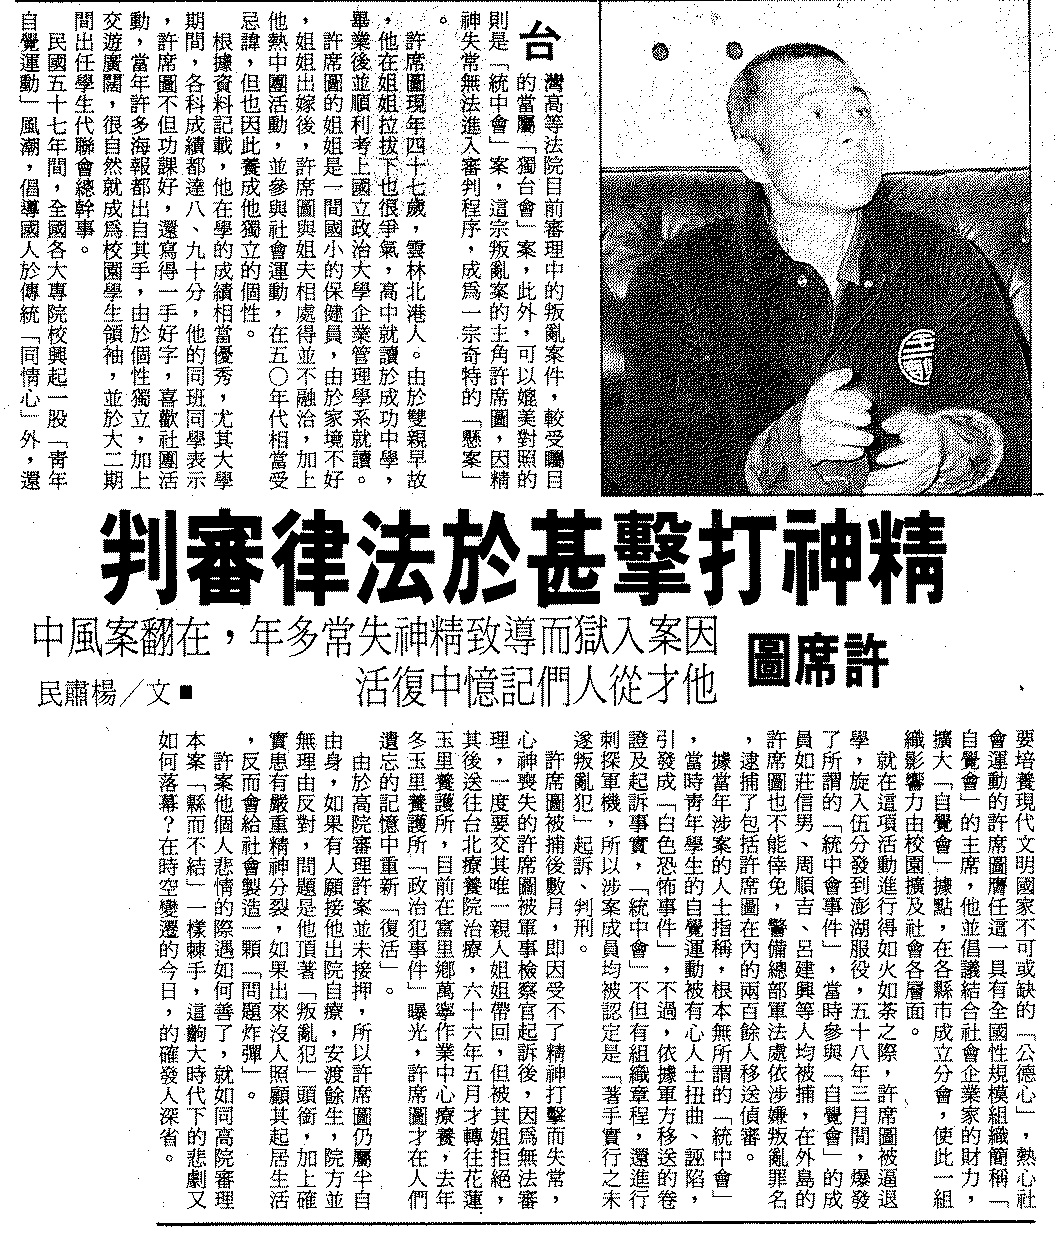 精神打擊甚於法律審判
許席圖
因案入獄而導致精神失常多年，在翻案風中
他才從人們記憶中復活
■文／楊肅民
台灣高等法院目前審理中的叛亂案件，較受矚目
的當屬「獨台會」案，此外，可以媲美對照的
則是「統中會」案，這宗叛亂案的主角許席圖，因精
神失常無法進入審判程序，成為一宗奇特的「懸案」
。
許席圖現年四十七歲，雲林北港人。由於雙親早故
，他在姐姐拉拔下也很爭氣，高中就讀於成功中學，
畢業後並順利考上國立政治大學企業管理學系就讀。
許席圖的姐姐是一間國小的保健員，由於家境不好
，姐姐出嫁後，許席圖與姐夫相處得並不融洽，加上
他熱中團活動，並參與社會運動，在五〇年代相當受
忌諱，但也因此養成他獨立的個性。
根據資料記載，他在學的成績相當優秀，尤其大學
期間，各科成績都達八、九十分，他的同班同學表示
，許席圖不但功課好，還寫得一手好字，喜歡社團活
動，當年許多海報都出自其手，由於個性獨立，加上
交遊廣闊，很自然就成為校園學生領袖，並於大二期
間出任學生代聯會總幹事。
民國五十七年間，全國各大專院校興起一股「青年
自覺運動」風潮，倡導國人於傳統「同情心」外，還
要培養現代文明國家不可或缺的「公德心」，熱心社
會運動的許席圖膺任這一具有全國性規模組織簡稱「
自覺會」的主席，他並倡議結合社會企業家的財力，
擴大「自覺會」據點，在各縣市成立分會，使此一組
織影響力由校園擴及社會各層面。
就在這項活動進行得如火如荼之際，許席圖被逼退
學，旋入伍分發到澎湖服役，五十八年三月間，爆發
了所謂的「統中會事件」，當時參與「自覺會」的成
員如莊信男、周順吉、呂建興等人均被捕，在外島的
許席圖也不能倖免，警備總部軍法處依涉嫌叛亂罪名
，逮捕了包括許席圖在內的兩百餘人移送偵審。
據當年涉案的人士指稱，根本無所謂的「統中會」
，當時青年學生的自覺運動被有心人士扭曲、誣陷，
引發成「白色恐怖事件」，不過，依據軍方移送的卷
證及起訴事實，「統中會」不但有組織章程，還進行
刺探軍機，所以涉案成員均被認定是「著手實行之未
遂叛亂犯」起訴、判刑。
許席圖被捕後數月，即因受不了精神打擊而失常，
心神喪失的許席圖被軍事檢察官起訴後，因為無法審
理，一度要交其唯一親人姐姐帶回，但被其姐拒絕，
其後送往台北療養院治療，六十六年五月才轉往花蓮
玉里養護所，目前在富里鄉萬寧作業中心療養，去年
冬玉里養護所「政治犯事件」曝光，許席圖才在人們
遺忘的記憶中重新「復活」。
由於高院審理許案並未接押，所以許席圖仍屬半自
由身，如果有人願接他出院自療，安渡餘生，院方並
無理由反對，問題是他頂著「叛亂犯」頭銜，加上確
實患有嚴重精神分裂，如果出來沒人照顧其起居生活
，反而會給社會製造一顆「問題炸彈」。
許案他個人悲情的際遇如何善了，就如同高院審理
本案「縣而不結」一樣棘手，這齣大時代下的悲劇又
如何落幕？在時空變遷的今日，的確發人深省。